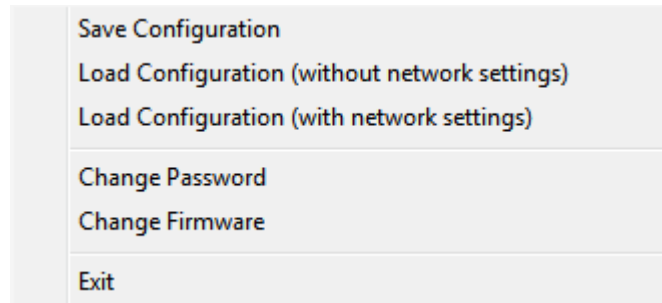 Save Configuration
Load Configuration (without network settings)
Load Configuration (with network settings)
Change Password
Change Firmware
Exit